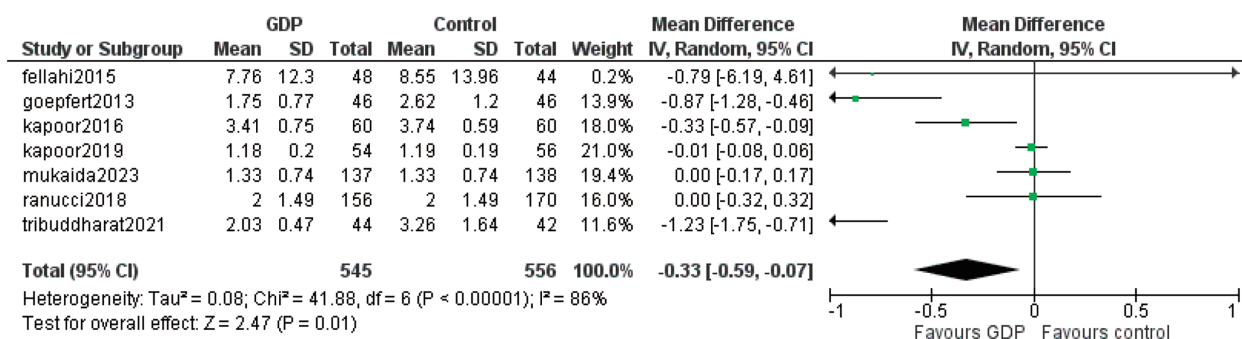 GDP Control Mean Difference Mean Difference
Study or Subgroup Mean SD Total Mean SD Total Weight IV, Random, 95% CI IV, Random, 95% CI
fellahi2015 7.76 12.3 48 8.55 13.96 44 0.2% -0.79 [-6.19, 4.61]
goepfert2013 1.75 0.77 46 2.62 1.2 46 13.9% -0.87 [-1.28, -0.46]
kapoor2016 3.41 0.75 60 3.74 0.59 60 18.0% -0.33 [-0.57, -0.09]
kapoor2019 1.18 0.2 54 1.19 0.19 56 21.0% -0.01 [-0.08, 0.06]
mukaida2023 1.33 0.74 137 1.33 0.74 138 19.4% 0.00 [-0.17, 0.17]
ranucci2018 2 1.49 156 2 1.49 170 16.0% 0.00 [-0.32, 0.32]
tribuddharat2021 2.03 0.47 44 3.26 1.64 42 11.6% -1.23 [-1.75, -0.71]
Total (95% CI) 545 556 100.0% -0.33 [-0.59, -0.07]
Heterogeneity: Tau² = 0.08; Chi² = 41.88, df = 6 (P < 0.00001); I² = 86%
Test for overall effect: Z = 2.47 (P = 0.01)
-1 -0.5 0 0.5 1
Favours GDP Favours control